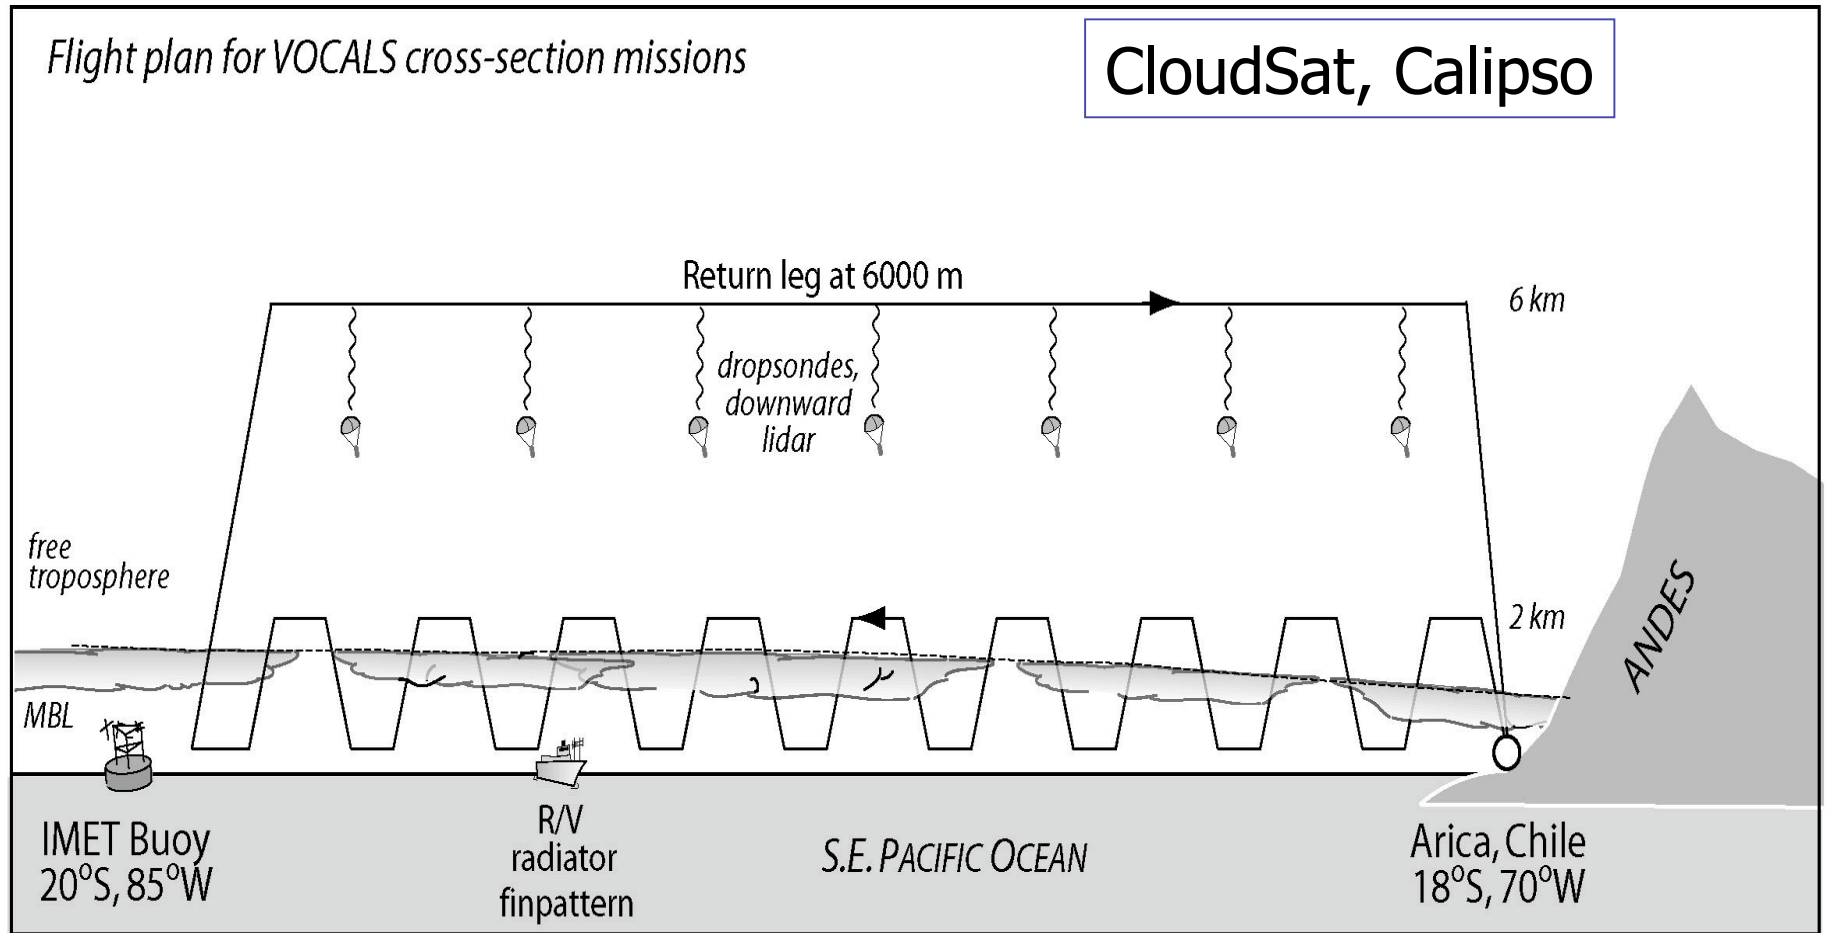 Flight plan for VOCALS cross-section missions
CloudSat, Calipso
Return leg at 6000 m
6 km
dropsondes,
downward
lidar
free
troposphere
2 km
ANDES
MBL
IMET Buoy
20°S, 85°W
R/V
radiator
finpattern
S.E. PACIFIC OCEAN
Arica, Chile
18°S, 70°W